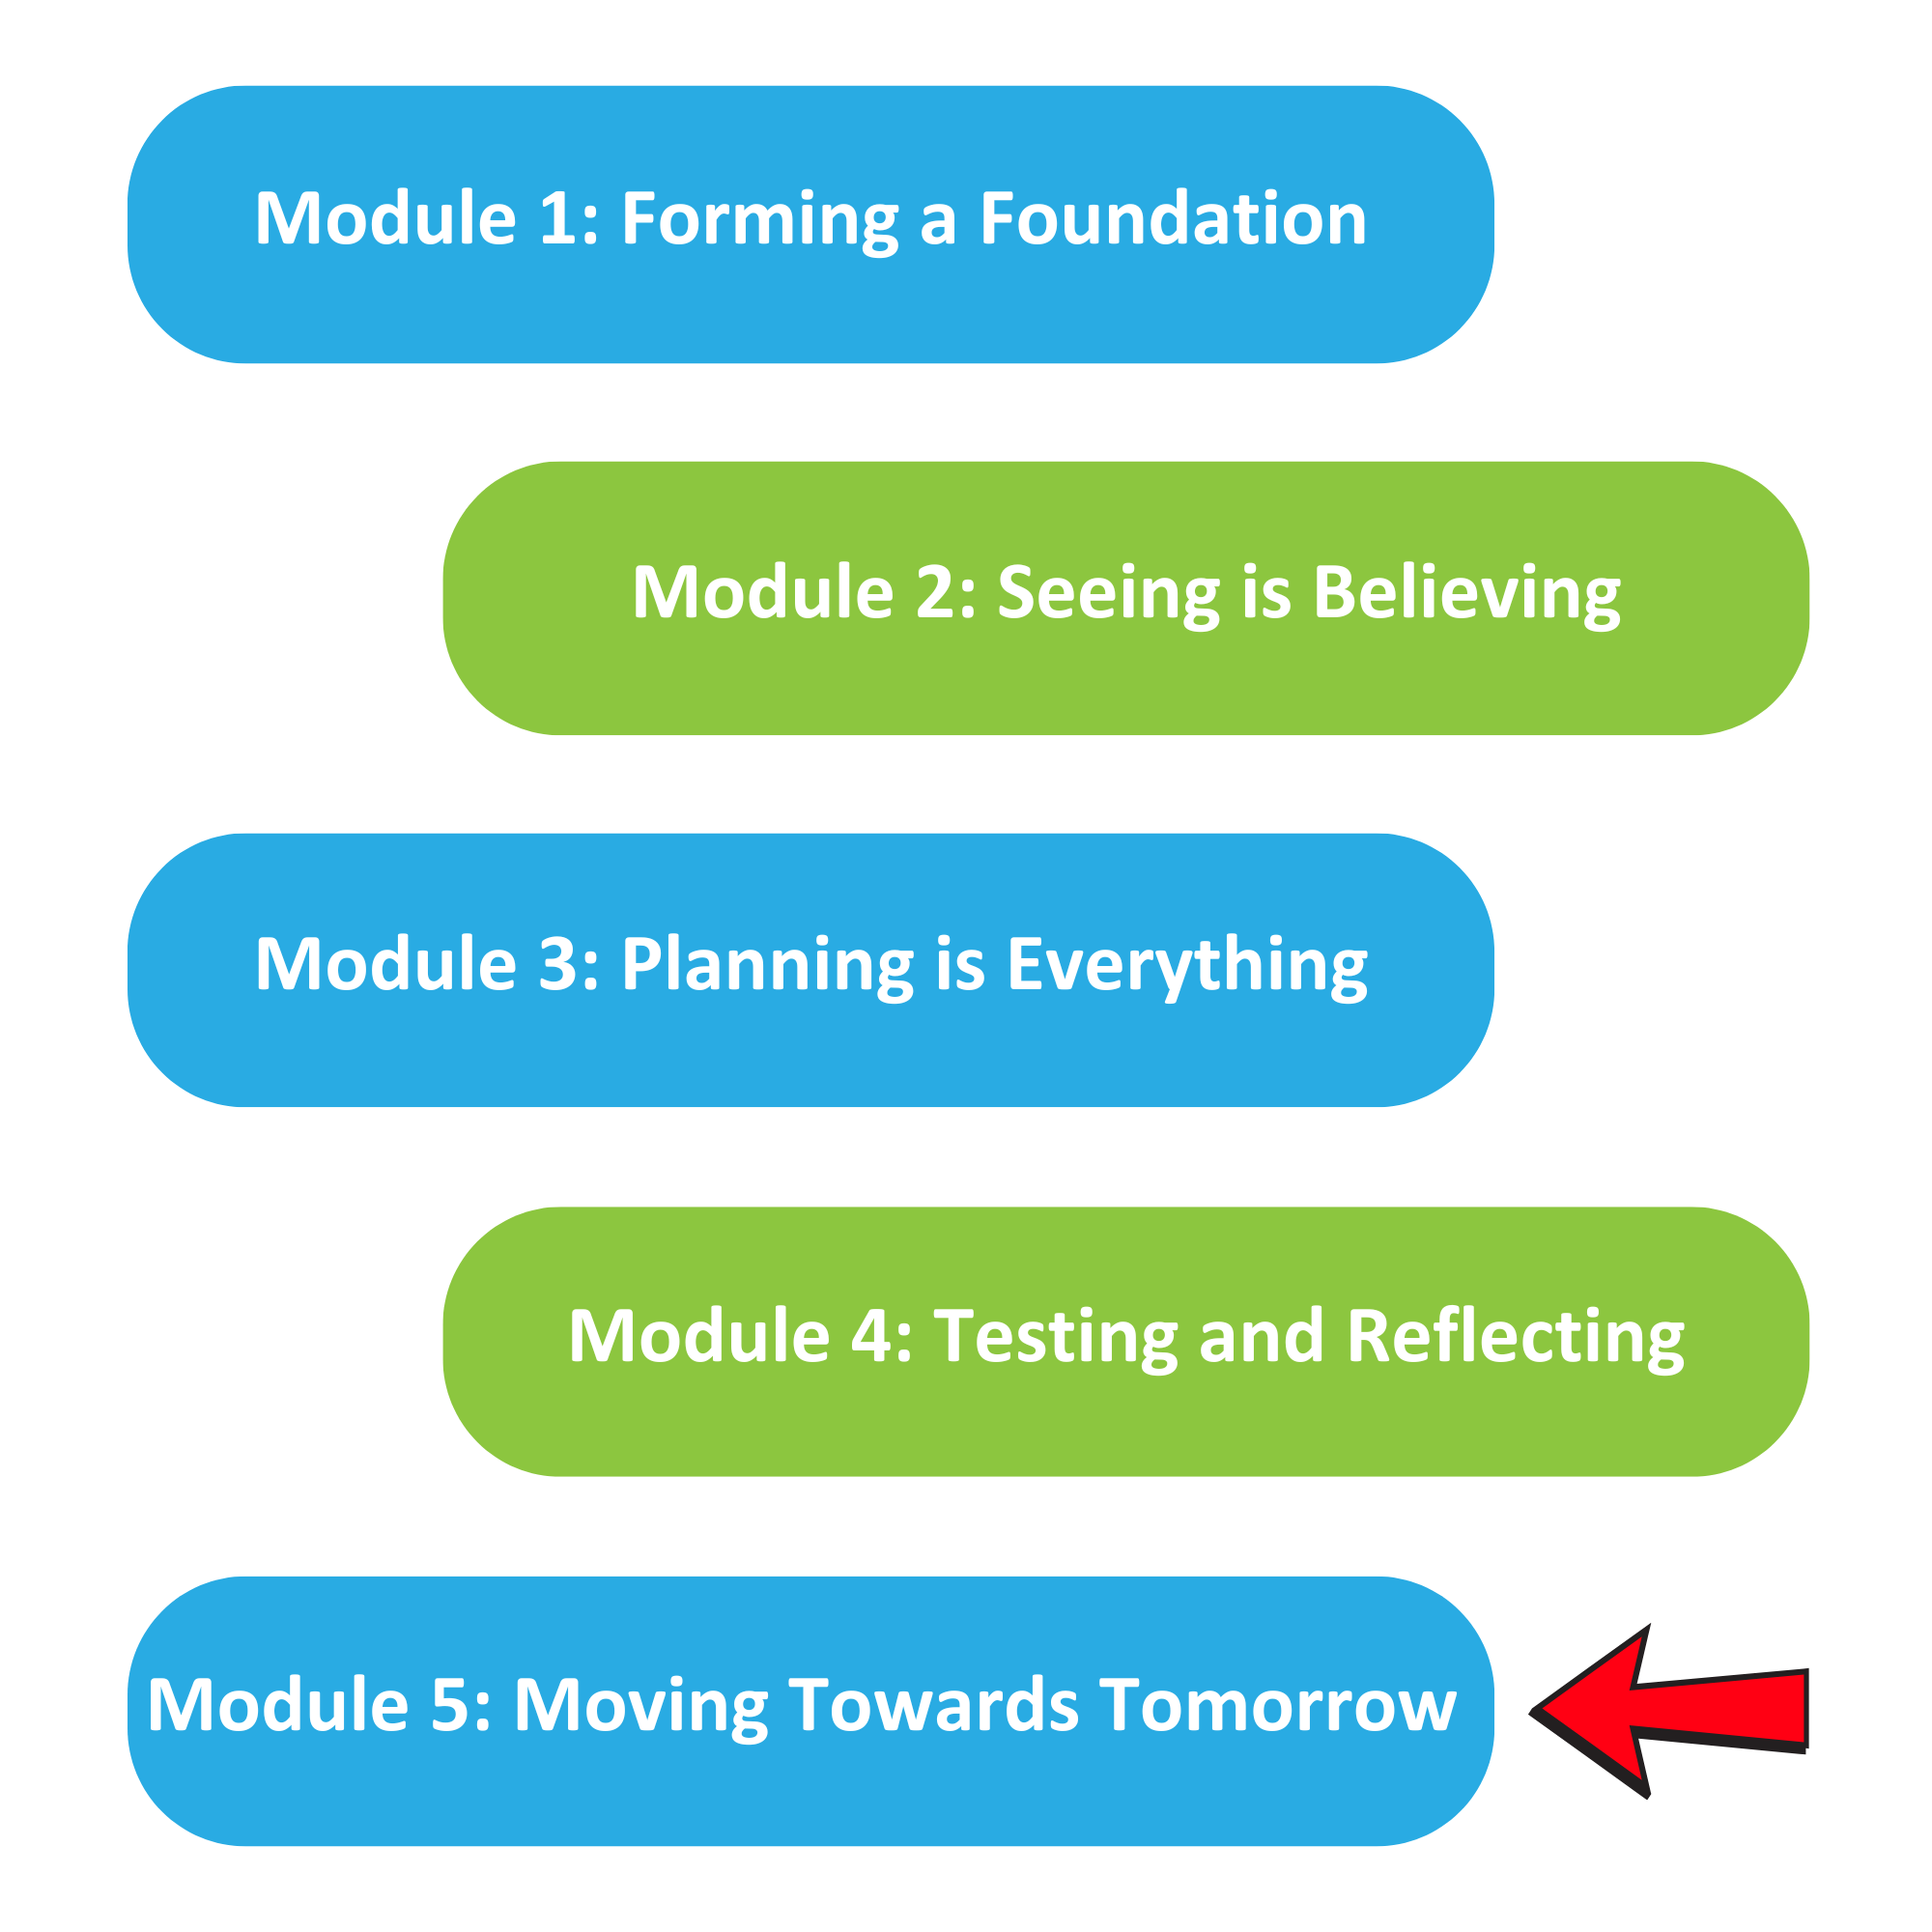 Module 1: Forming a Foundation
Module 2: Seeing is Believing
Module 3: Planning is Everything
Module 4: Testing and Reflecting
Module 5: Moving Towards Tomorrow